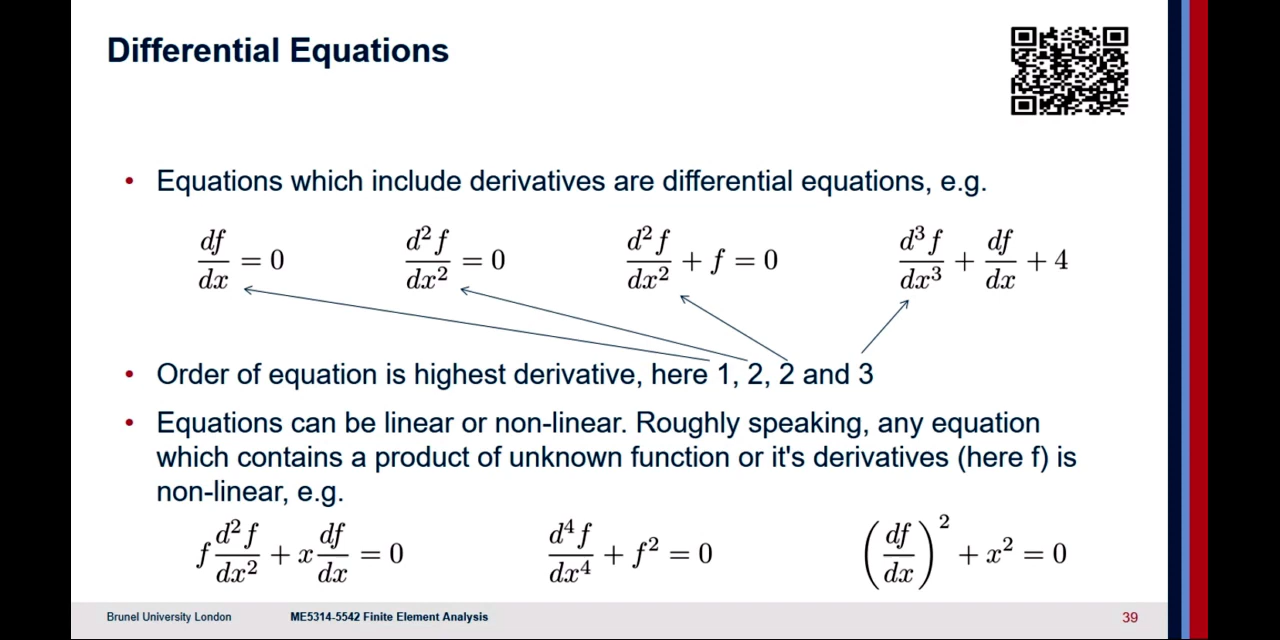 Differential Equations
• Equations which include derivatives are differential equations, e.g.
df/dx = 0    d²f/dx² = 0    d²f/dx² + f = 0    d³f/dx³ + df/dx + 4
• Order of equation is highest derivative, here 1, 2, 2 and 3
• Equations can be linear or non-linear. Roughly speaking, any equation
which contains a product of unknown function or it's derivatives (here f) is
non-linear, e.g.
f d²f/dx² + x df/dx = 0    d⁴f/dx⁴ + f² = 0    (df/dx)² + x² = 0
Brunel University London    ME5314-5542 Finite Element Analysis    39